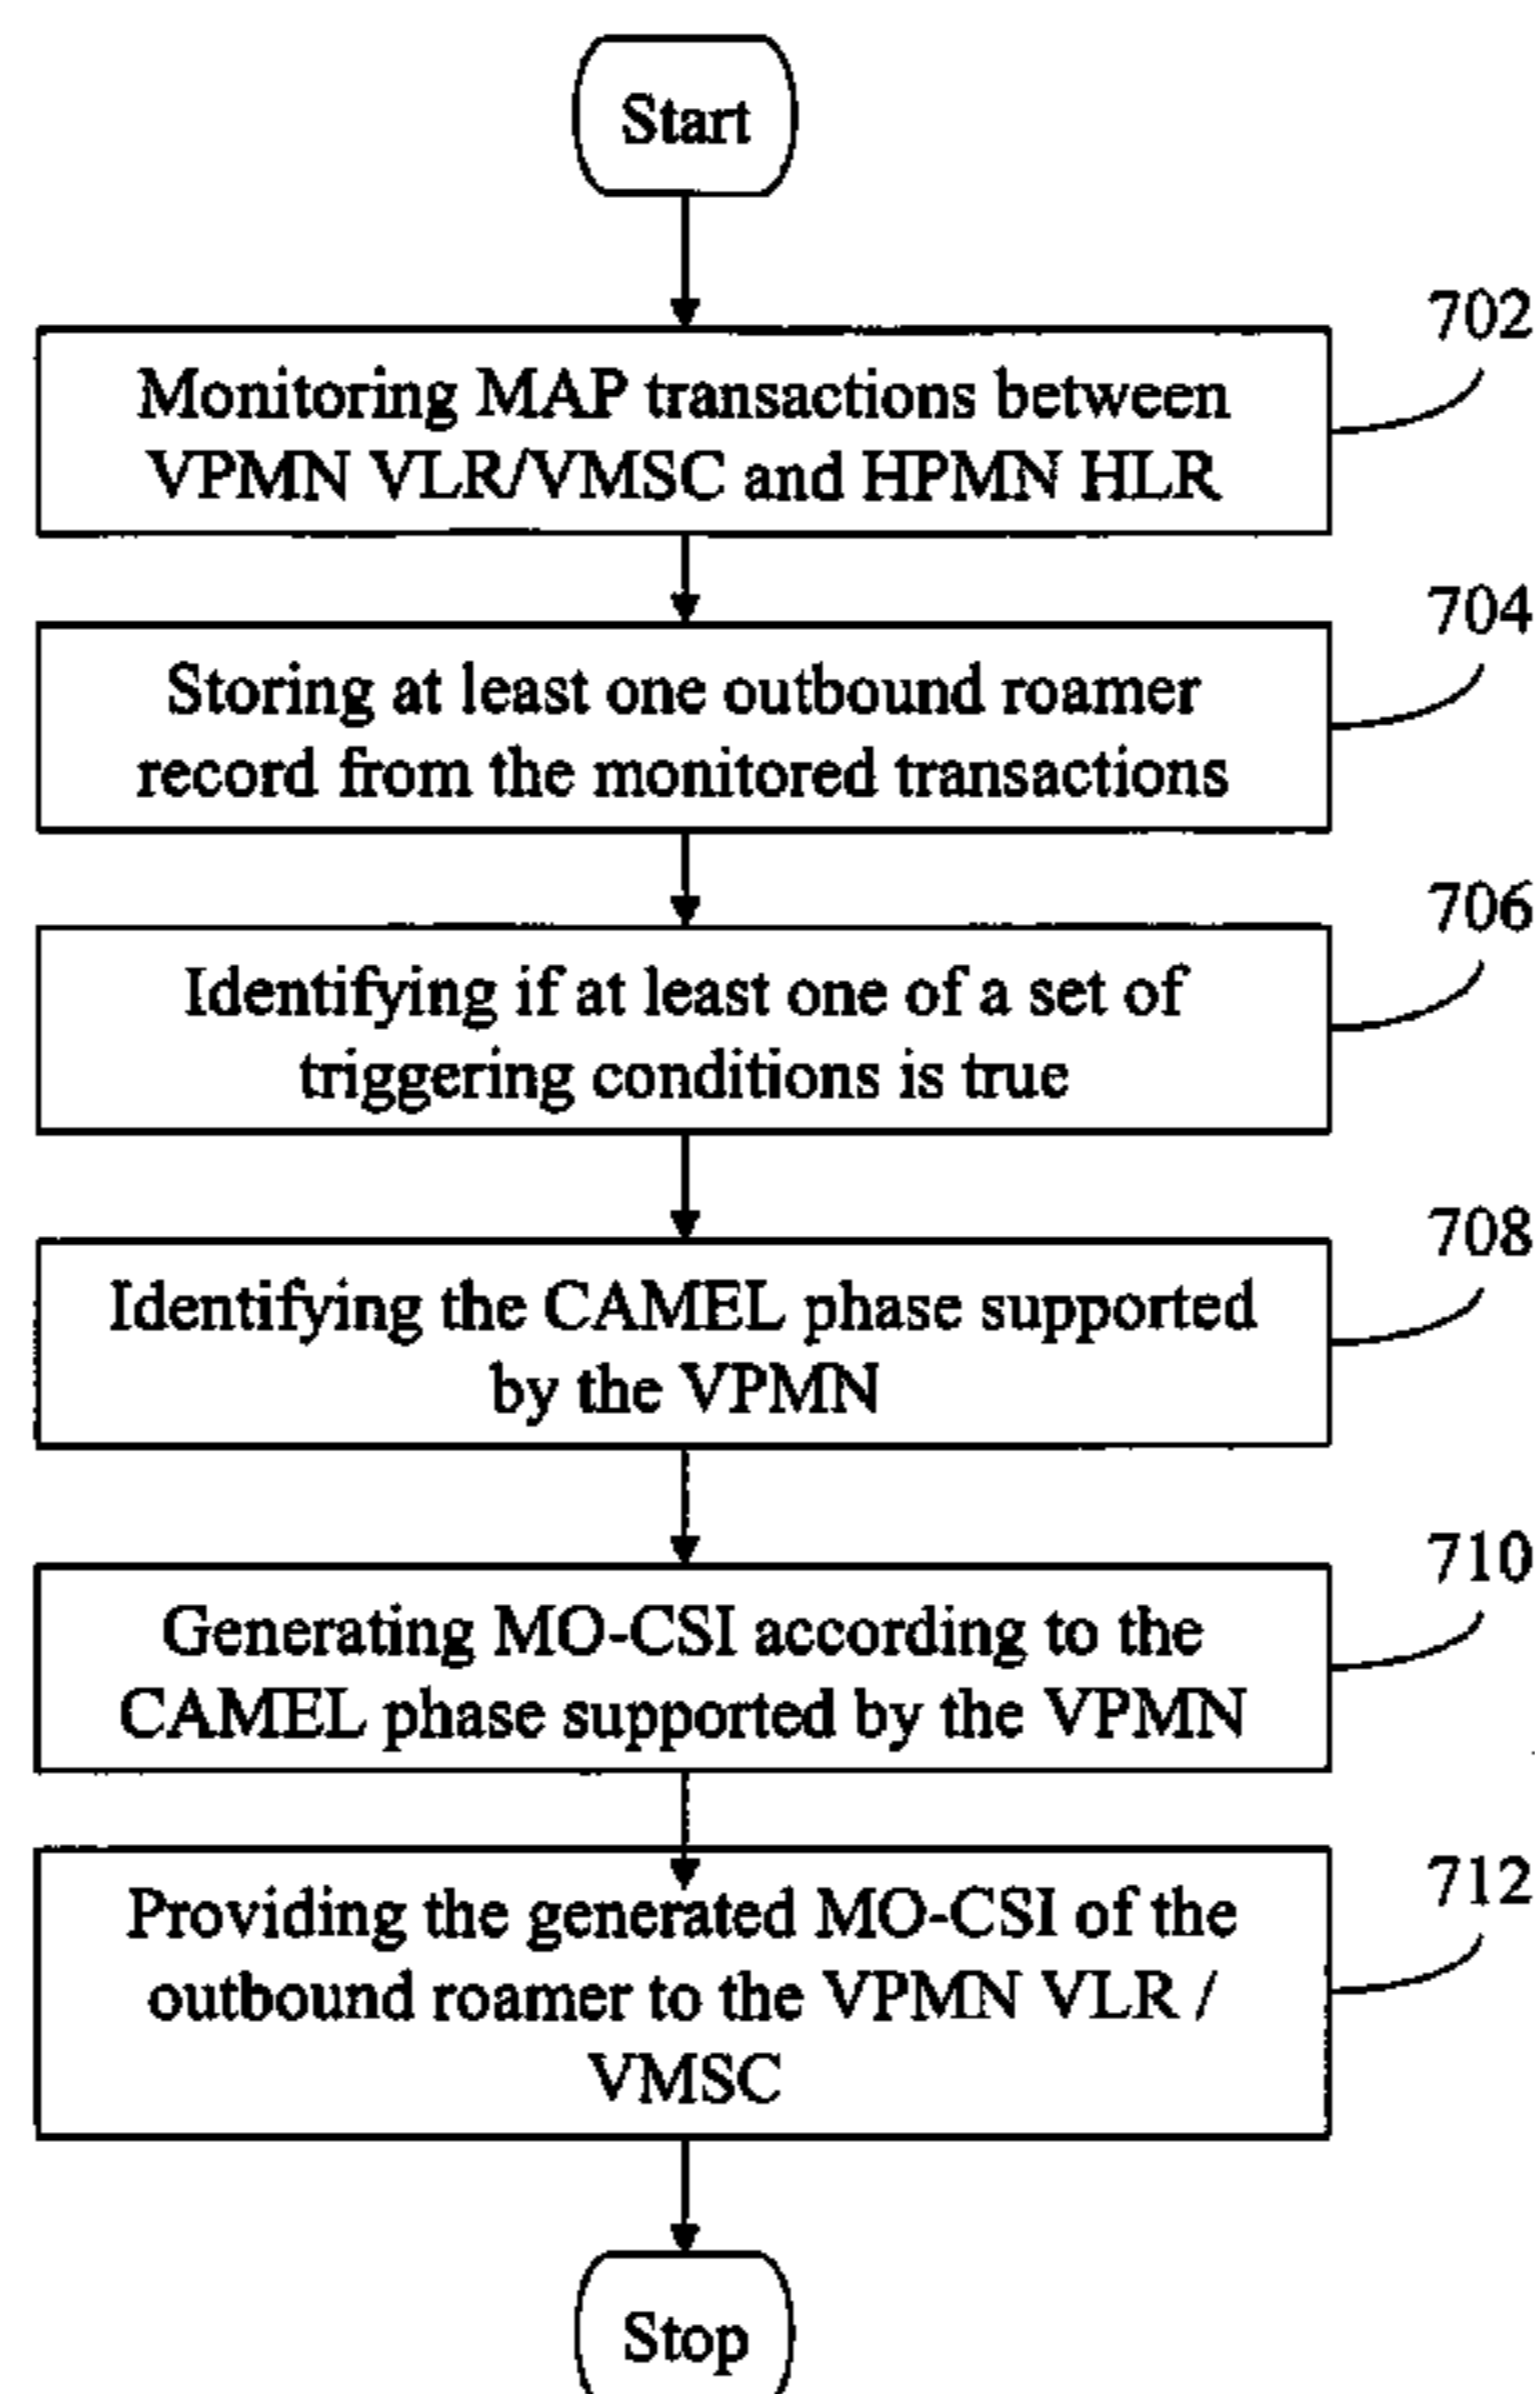 Start
702
Monitoring MAP transactions between
VPMN VLR/VMSC and HPMN HLR
704
Storing at least one outbound roamer
record from the monitored transactions
706
Identifying if at least one of a set of
triggering conditions is true
708
Identifying the CAMEL phase supported
by the VPMN
710
Generating MO-CSI according to the
CAMEL phase supported by the VPMN
712
Providing the generated MO-CSI of the
outbound roamer to the VPMN VLR /
VMSC
Stop